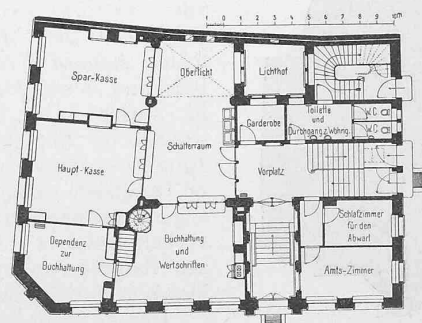 1 0 1 2 3 4 5 6 7 8 9 10m
Spar-Kasse
Oberlicht
Lichthof
Garderobe
Toilette
und
Durchgang z. Wohng.
W.C.
W.C.
Schalterraum
Haupt-Kasse
Vorplatz
Dependenz
zur
Buchhaltung
Buchhaltung
und
Wertschriften
Schlafzimmer
für den
Abwart
Amts-Zimmer